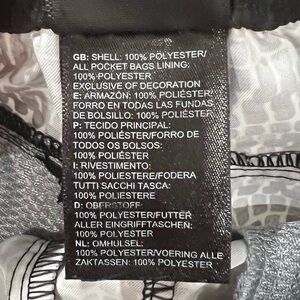 GB: SHELL: 100% POLYESTER/
ALL POCKET BAGS LINING:
100% POLYESTER
EXCLUSIVE OF DECORATION
E: ARMAZÓN: 100% POLIÉSTER/
FORRO EN TODAS LAS FUNDAS
DE BOLSILLO: 100% POLIÉSTER
P: TECIDO PRINCIPAL:
100% POLIÉSTER/FORRO DE
TODOS OS BOLSOS:
100% POLIÉSTER
I: RIVESTIMENTO:
100% POLIESTERE/FODERA
TUTTI SACCHI TASCA:
100% POLIESTERE
D: OBERSTOFF:
100% POLYESTER/FUTTER
ALLER EINGRIFFTASCHEN:
100% POLYESTER
NL: OMHULSEL:
100% POLYESTER/VOERING ALLE
ZAKTASSEN: 100% POLYESTER